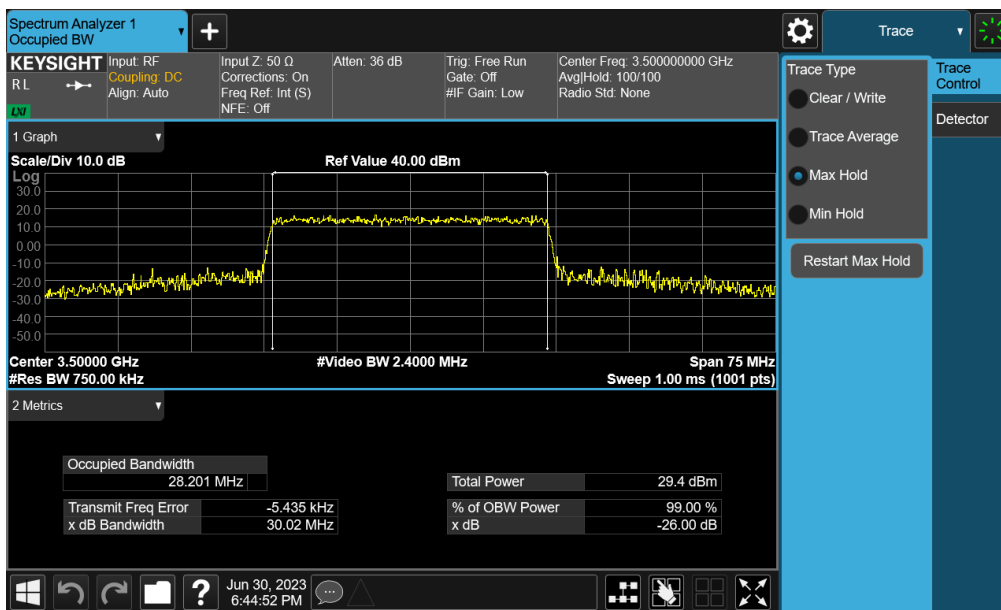 Spectrum Analyzer 1
Occupied BW
+
Trace
KEYSIGHT
R L
LXI
Input: RF
Coupling: DC
Align: Auto
Input Z: 50 Ω
Corrections: On
Freq Ref: Int (S)
NFE: Off
Atten: 36 dB
Trig: Free Run
Gate: Off
#IF Gain: Low
Center Freq: 3.500000000 GHz
Avg|Hold: 100/100
Radio Std: None
1 Graph
Scale/Div 10.0 dB
Ref Value 40.00 dBm
Log
30.0
20.0
10.0
0.00
-10.0
-20.0
-30.0
-40.0
-50.0
Center 3.50000 GHz
#Video BW 2.4000 MHz
Span 75 MHz
#Res BW 750.00 kHz
Sweep 1.00 ms (1001 pts)
2 Metrics
Occupied Bandwidth
28.201 MHz
Total Power 29.4 dBm
Transmit Freq Error -5.435 kHz
% of OBW Power 99.00 %
x dB Bandwidth 30.02 MHz
x dB -26.00 dB
Trace Type
Clear / Write
Trace Average
Max Hold
Min Hold
Restart Max Hold
Trace
Control
Detector
?
Jun 30, 2023
6:44:52 PM